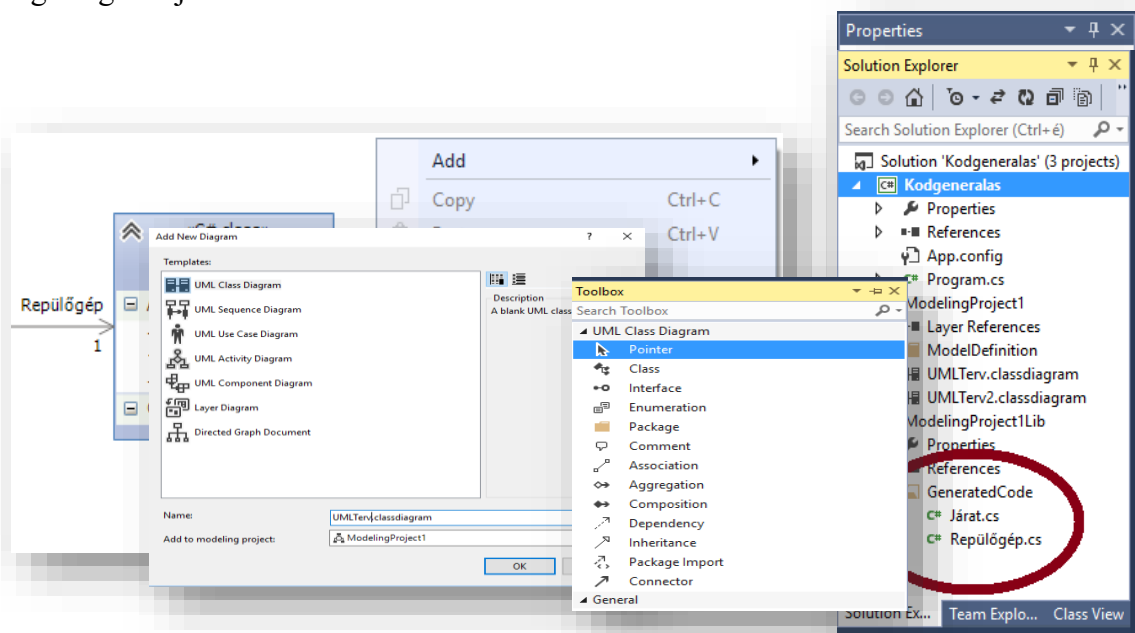 Repülőgép
1
Add
Copy Ctrl+C
Ctrl+V
Add New Diagram ? ×
Templates:
UML Class Diagram
UML Sequence Diagram
UML Use Case Diagram
UML Activity Diagram
UML Component Diagram
Layer Diagram
Directed Graph Document
Description
A blank UML class
Name:
UMLTerv.classdiagram
Add to modeling project:
ModelingProject1
OK
Toolbox
Search Toolbox
UML Class Diagram
Pointer
Class
Interface
Enumeration
Package
Comment
Association
Aggregation
Composition
Dependency
Inheritance
Package Import
Connector
General
Properties
Solution Explorer
Search Solution Explorer (Ctrl+é)
Solution 'Kodgeneralas' (3 projects)
C# Kodgeneralas
Properties
References
App.config
Program.cs
ModelingProject1
Layer References
ModelDefinition
UMLTerv.classdiagram
UMLTerv2.classdiagram
ModelingProject1Lib
Properties
References
GeneratedCode
C# Járat.cs
C# Repülőgép.cs
Solution Ex... Team Explo... Class View